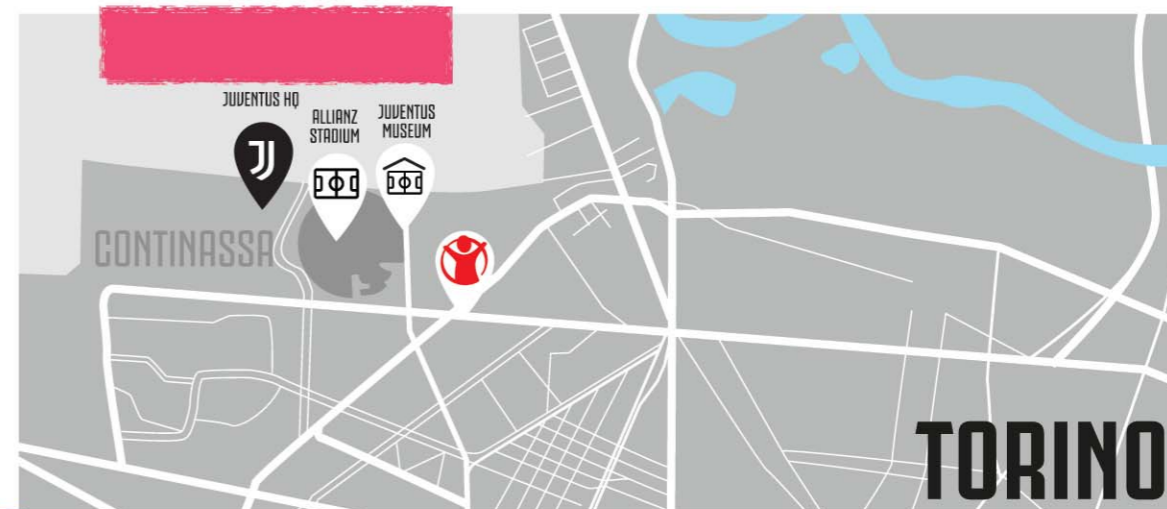 JUVENTUS HQ
ALLIANZ
STADIUM
JUVENTUS
MUSEUM
CONTINASSA
TORINO